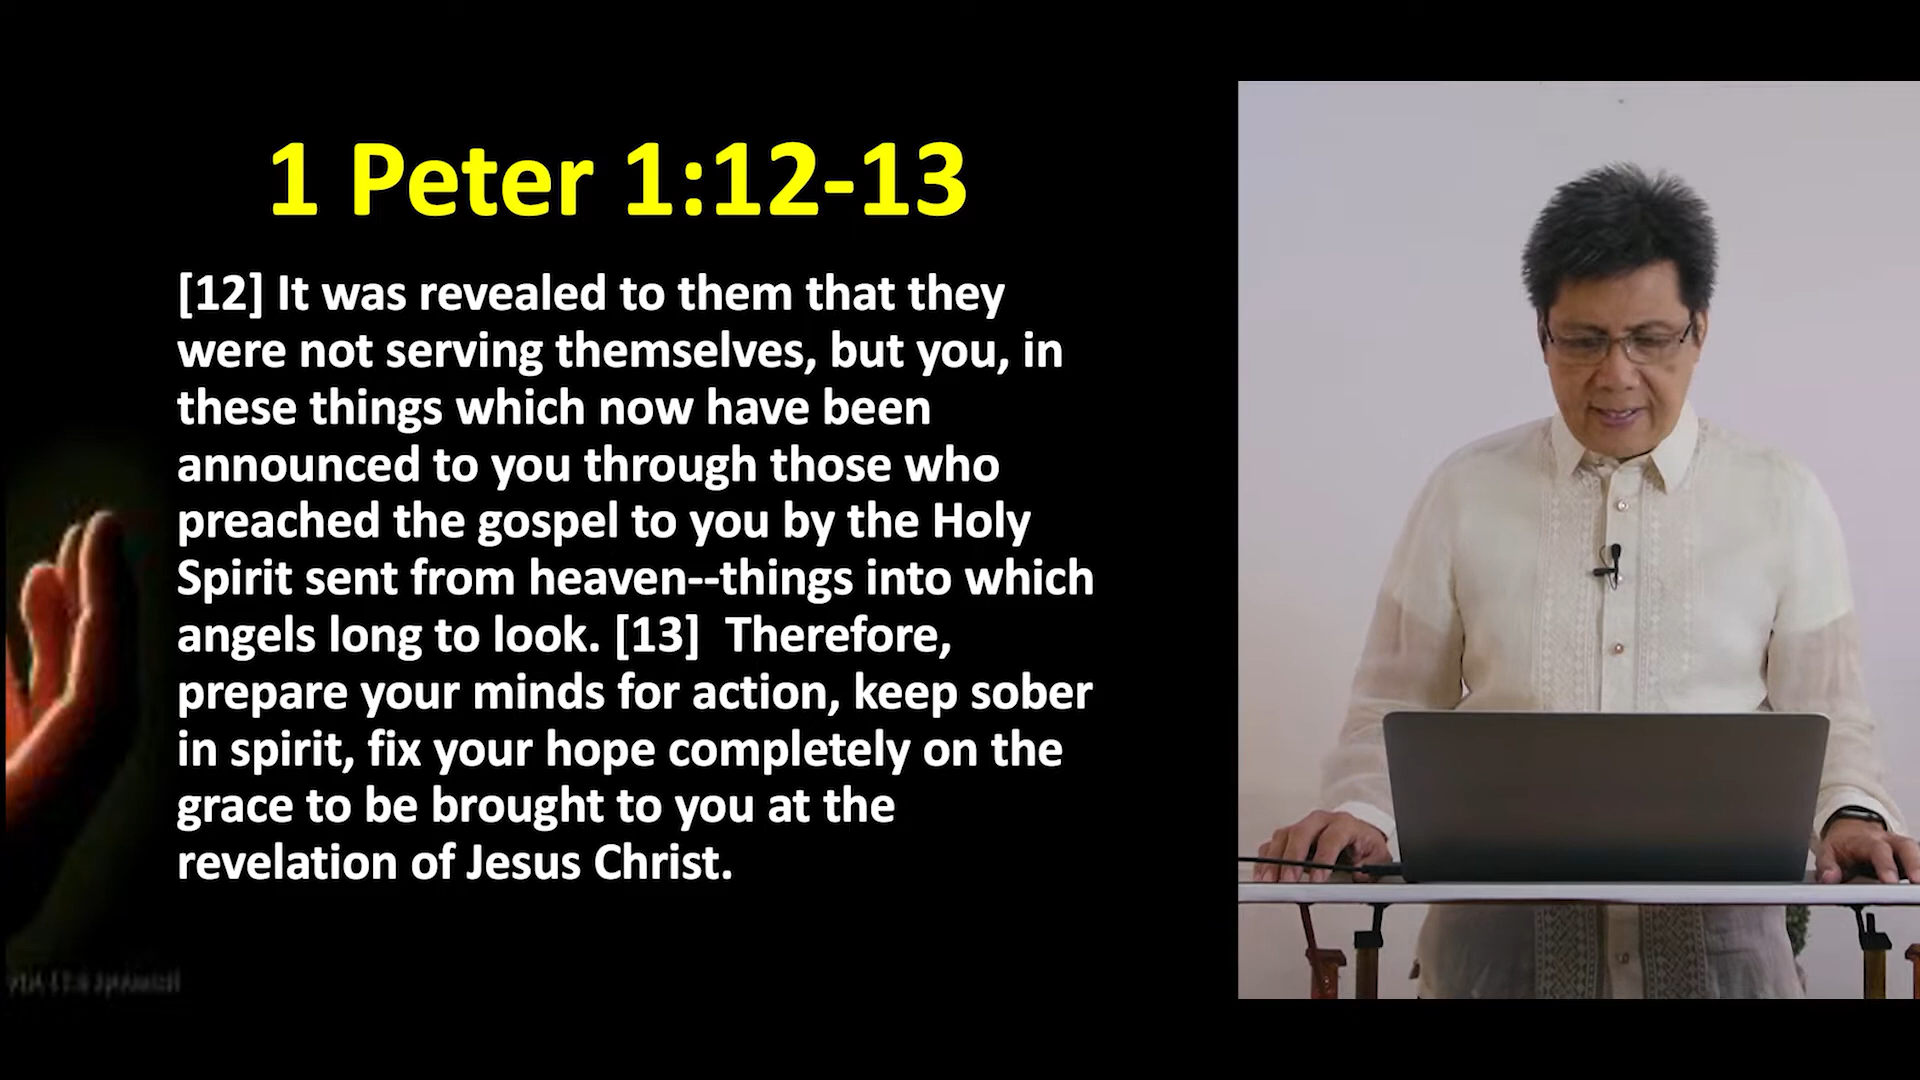 1 Peter 1:12-13
[12] It was revealed to them that they
were not serving themselves, but you, in
these things which now have been
announced to you through those who
preached the gospel to you by the Holy
Spirit sent from heaven--things into which
angels long to look. [13]  Therefore,
prepare your minds for action, keep sober
in spirit, fix your hope completely on the
grace to be brought to you at the
revelation of Jesus Christ.